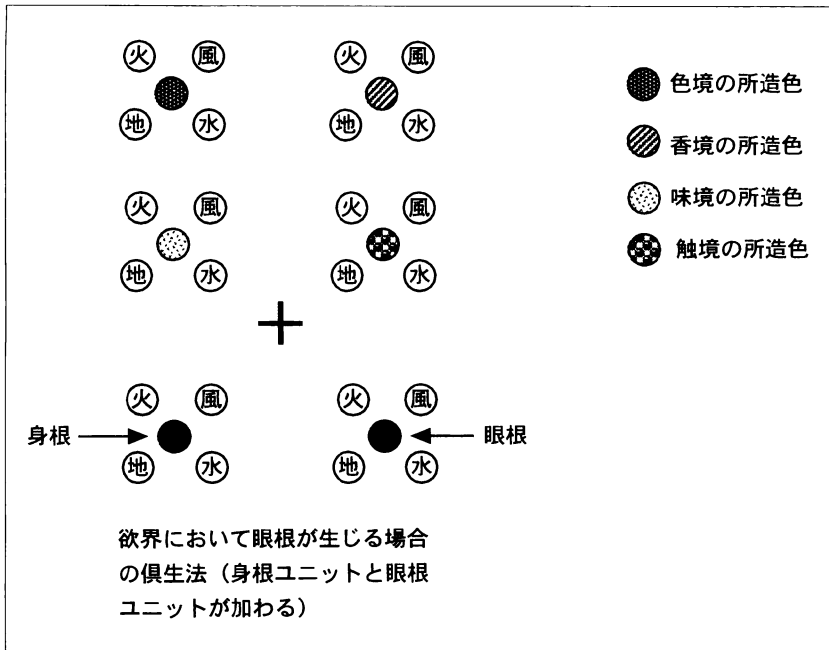 火 風 火 風
地 水 地 水
色境の所造色
香境の所造色
味境の所造色
触境の所造色
火 風 火 風
地 水 地 水
+
火 風 火 風
身根
眼根
地 水 地 水
欲界において眼根が生じる場合
の倶生法（身根ユニットと眼根
ユニットが加わる）